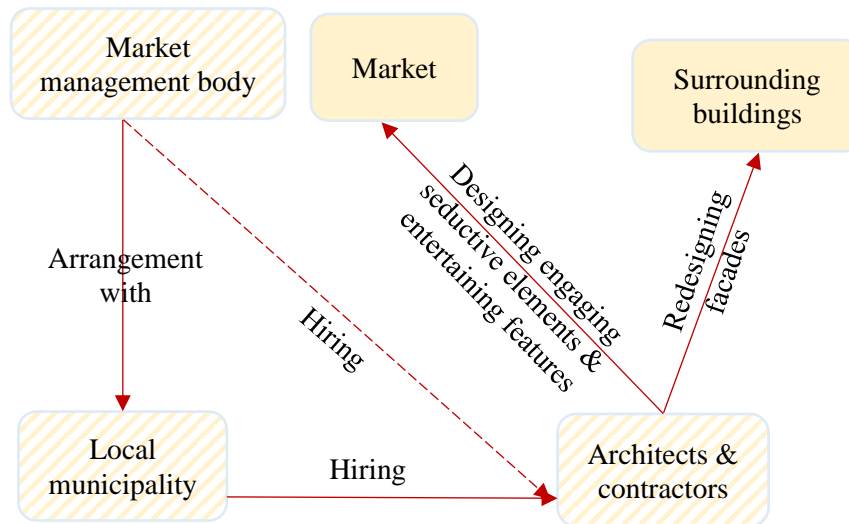 Market
management body
Market
Surrounding
buildings
Designing engaging
seductive elements &
entertaining features
Redesigning
facades
Arrangement
with
Hiring
Local
municipality
Hiring
Architects &
contractors